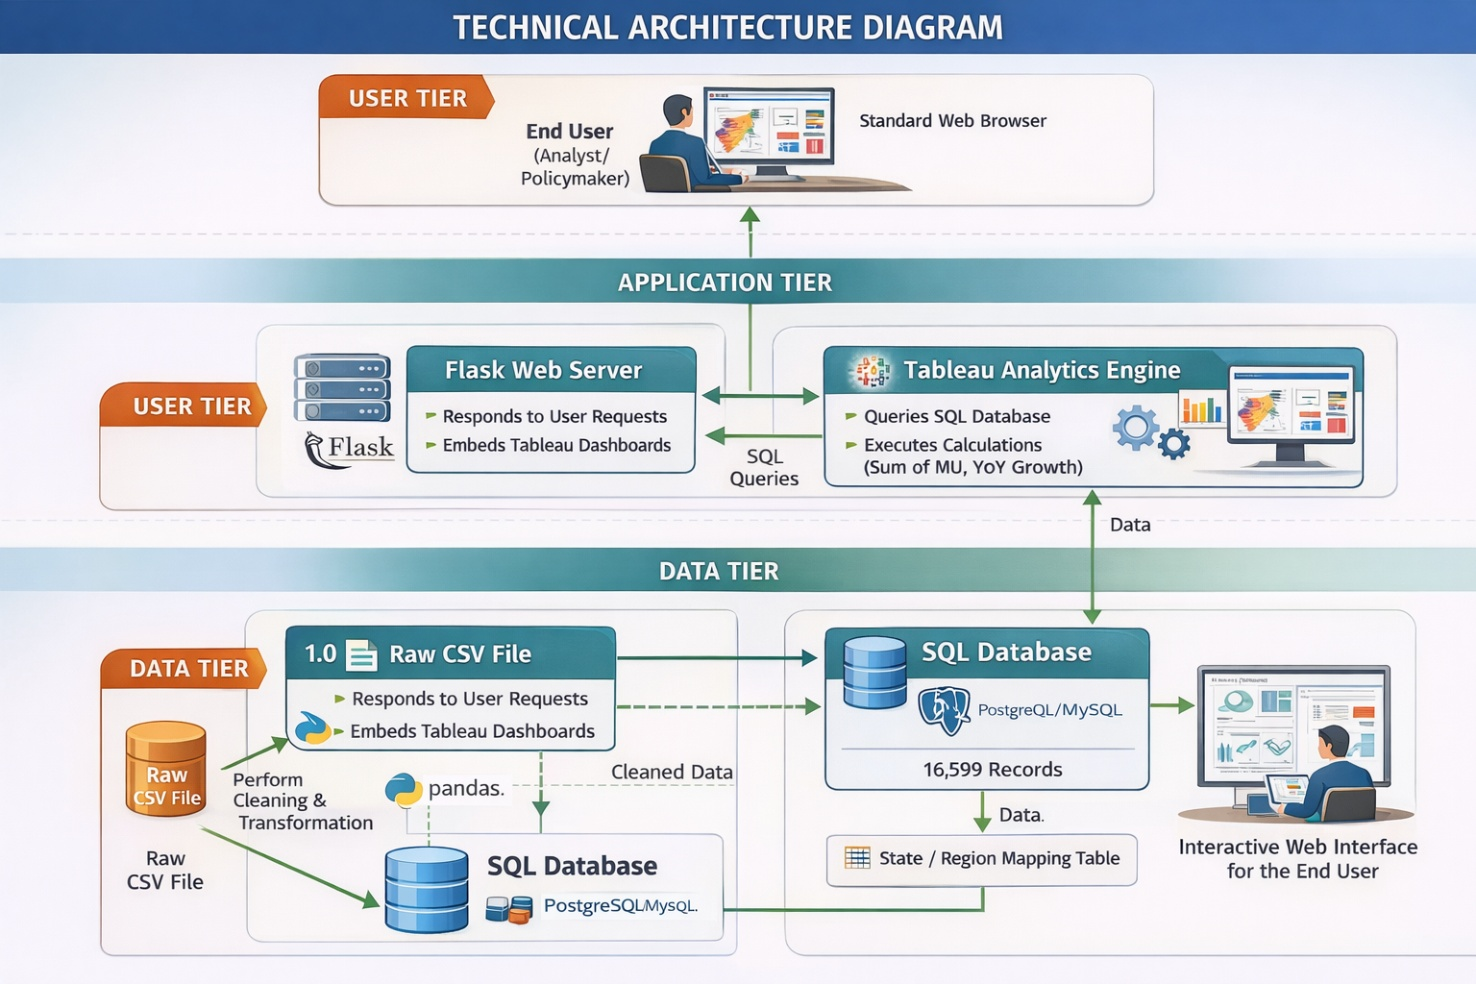 TECHNICAL ARCHITECTURE DIAGRAM
USER TIER
End User
(Analyst/
Policymaker)
Standard Web Browser
APPLICATION TIER
USER TIER
Flask
Flask Web Server
Responds to User Requests
Embeds Tableau Dashboards
SQL
Queries
Tableau Analytics Engine
Queries SQL Database
Executes Calculations
(Sum of MU, YoY Growth)
Data
DATA TIER
DATA TIER
Raw
CSV File
Raw
CSV File
1.0 Raw CSV File
Responds to User Requests
Embeds Tableau Dashboards
Perform
Cleaning &
Transformation
pandas.
Cleaned Data
SQL Database
PostgreSQL/MysQL.
SQL Database
PostgreQL/MySQL
16,599 Records
Data.
State / Region Mapping Table
Interactive Web Interface
for the End User